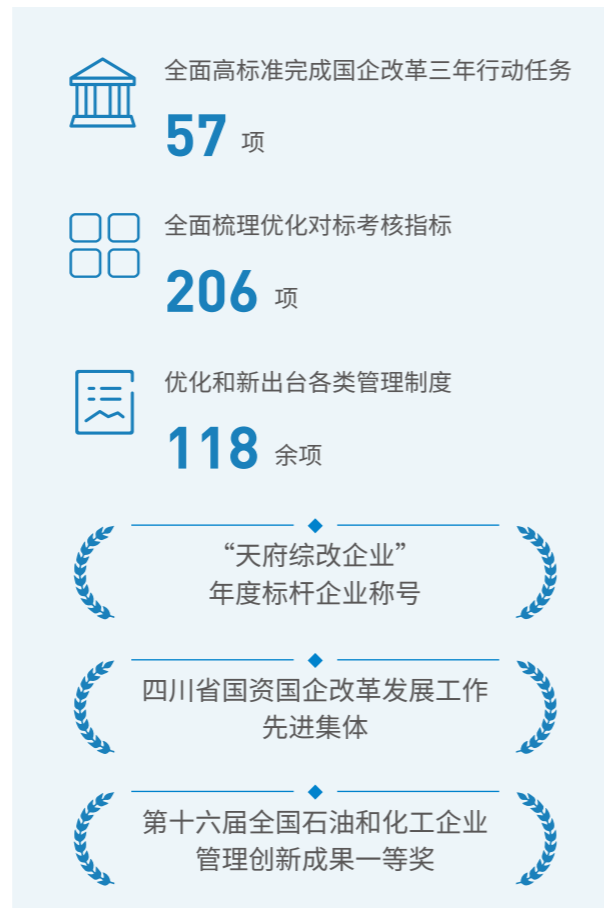 全面高标准完成国企改革三年行动任务
57 项
全面梳理优化对标考核指标
206 项
优化和新出台各类管理制度
118 余项
“天府综改企业”
年度标杆企业称号
四川省国资国企改革发展工作
先进集体
第十六届全国石油和化工企业
管理创新成果一等奖